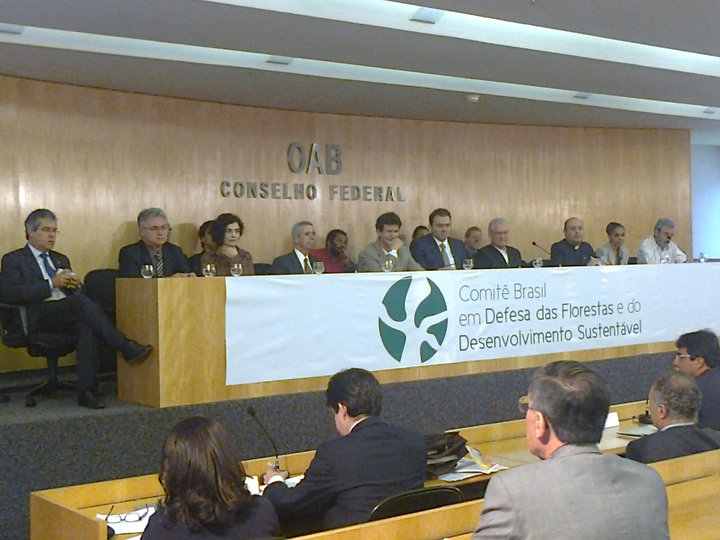 OAB
CONSELHO FEDERAL
Comitê Brasil
em Defesa das Florestas e do
Desenvolvimento Sustentável